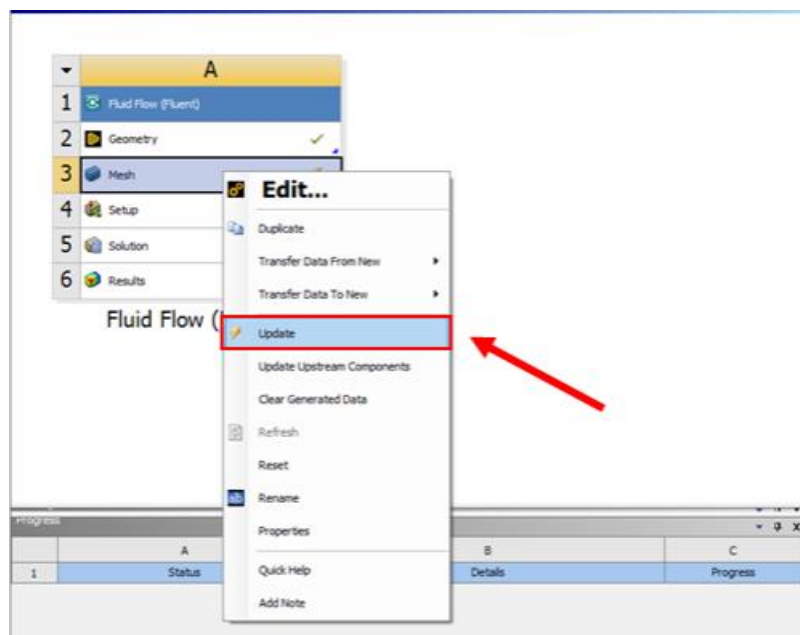 A
1 Fluid Flow (Fluent)
2 Geometry
3 Mesh
4 Setup
5 Solution
6 Results
Fluid Flow (
Edit...
Duplicate
Transfer Data From New
Transfer Data To New
Update
Update Upstream Components
Clear Generated Data
Refresh
Reset
ab Rename
Properties
Quick Help
Add Note
Progress
A B C
1 Status Details Progress